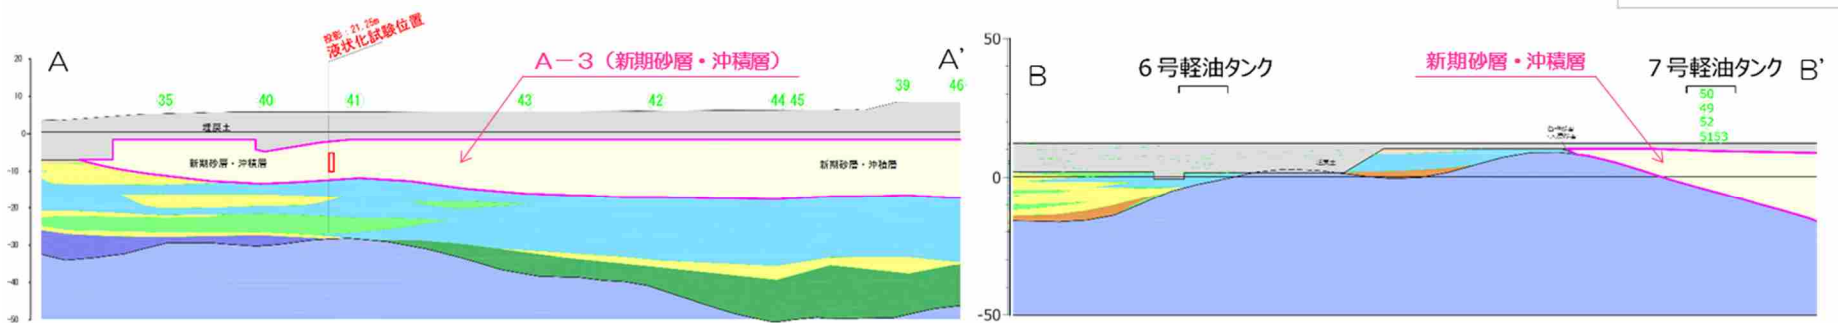 投影：21.25m
液状化試験位置
A
A-3（新期砂層・沖積層）
A'
35
40
41
43
42
44 45
39
46
20
10
0
-10
-20
-30
-40
-50
埋戻土
新期砂層・沖積層
新期砂層・沖積層
50
0
-50
B
6号軽油タンク
新期砂層・沖積層
7号軽油タンク
B'
50
49
52
5153